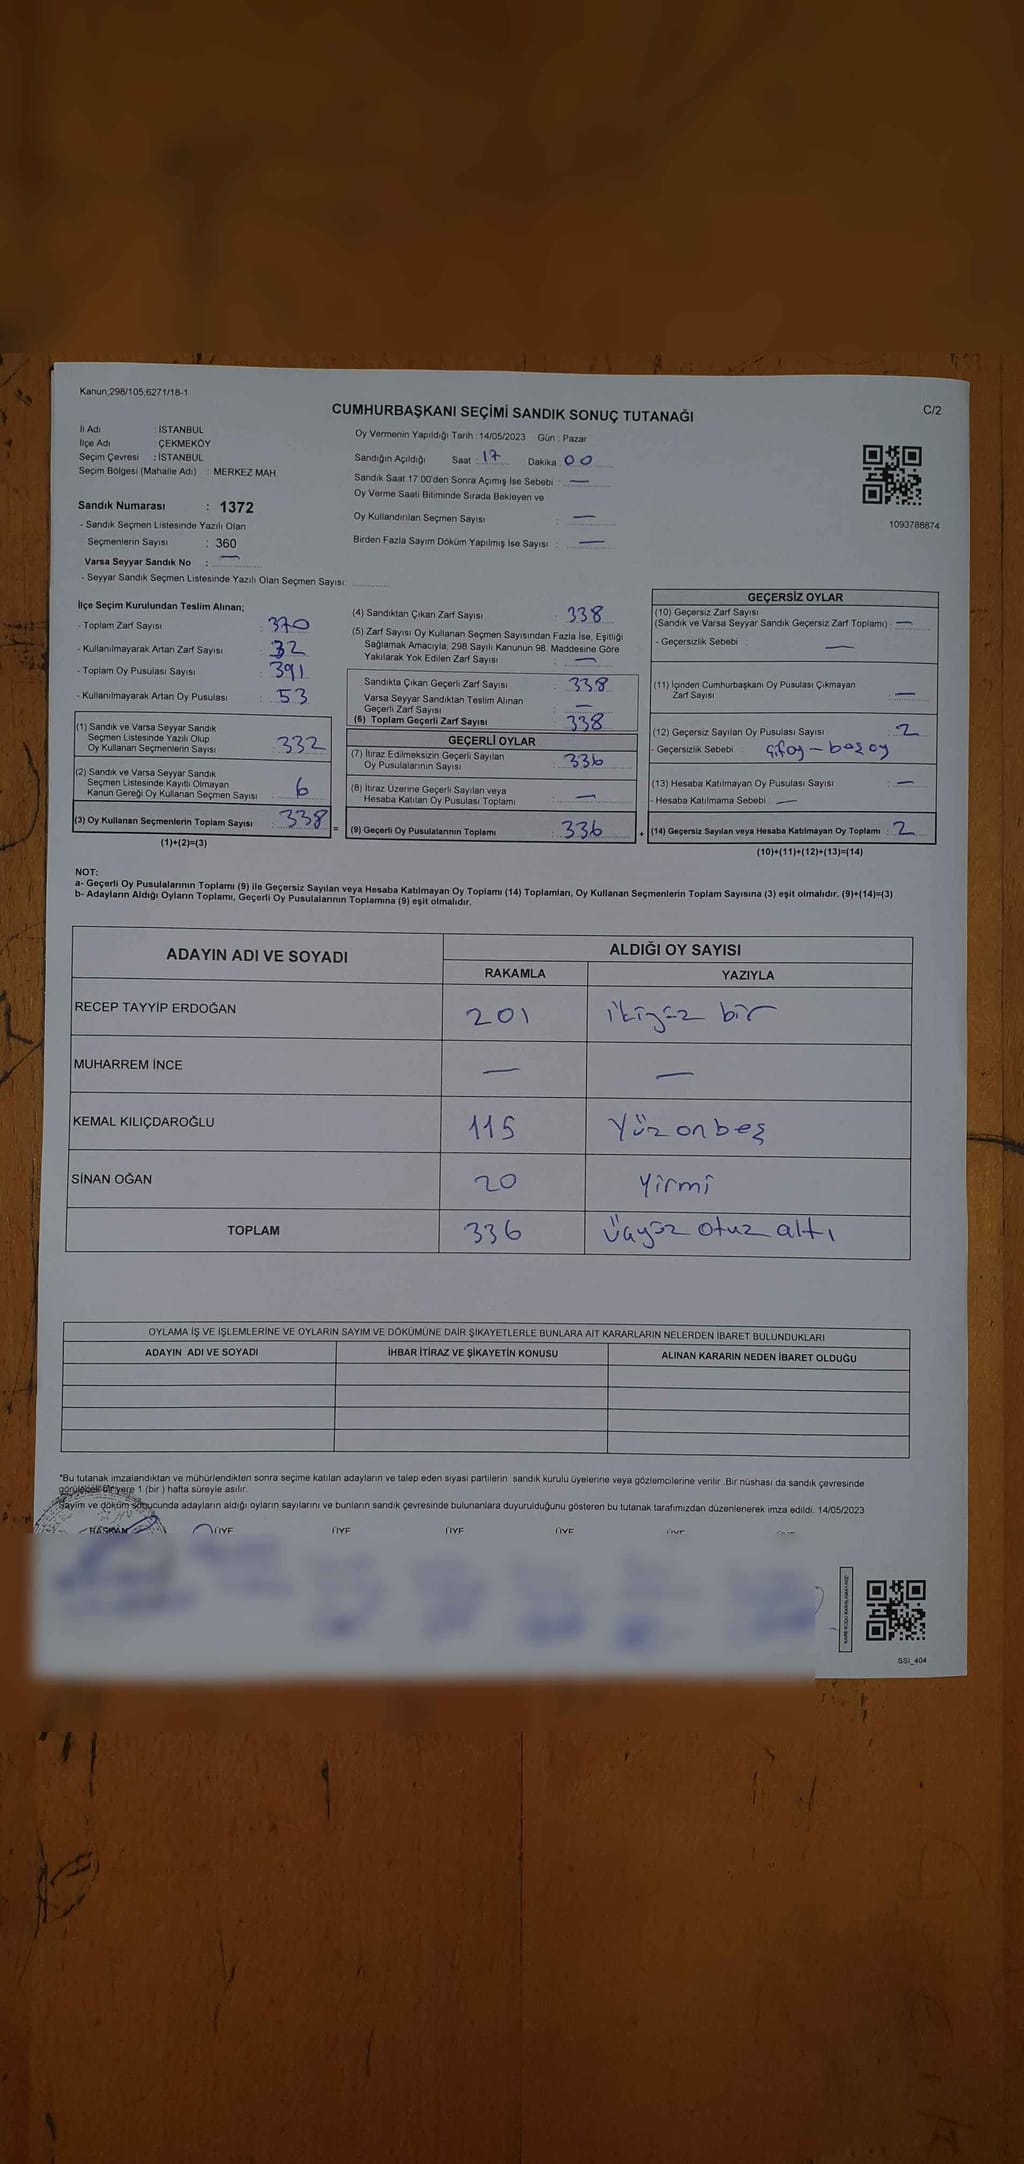 Kanun;298/105;6271/18-1
C/2
CUMHURBAŞKANI SEÇİMİ SANDIK SONUÇ TUTANAĞI
İl Adı : İSTANBUL
İlçe Adı : ÇEKMEKÖY
Seçim Çevresi : İSTANBUL
Seçim Bölgesi (Mahalle Adı) : MERKEZ MAH.
Sandık Numarası : 1372
- Sandık Seçmen Listesinde Yazılı Olan
Seçmenlerin Sayısı : 360
Varsa Seyyar Sandık No : —
- Seyyar Sandık Seçmen Listesinde Yazılı Olan Seçmen Sayısı:
Oy Vermenin Yapıldığı Tarih : 14/05/2023 Gün : Pazar
Sandığın Açıldığı Saat : 17 Dakika : 00
Sandık Saat 17.00'den Sonra Açımış İse Sebebi : —
Oy Verme Saati Bitiminde Sırada Bekleyen ve
Oy Kullandırılan Seçmen Sayısı : —
Birden Fazla Sayım Döküm Yapılmış İse Sayısı : —
1093788874
İlçe Seçim Kurulundan Teslim Alınan;
- Toplam Zarf Sayısı : 370
- Kullanılmayarak Artan Zarf Sayısı : 32
- Toplam Oy Pusulası Sayısı : 391
- Kullanılmayarak Artan Oy Pusulası : 53
(1) Sandık ve Varsa Seyyar Sandık
Seçmen Listesinde Yazılı Olup
Oy Kullanan Seçmenlerin Sayısı : 332
(2) Sandık ve Varsa Seyyar Sandık
Seçmen Listesinde Kayıtlı Olmayan
Kanun Gereği Oy Kullanan Seçmen Sayısı : 6
(3) Oy Kullanan Seçmenlerin Toplam Sayısı : 338 =
(1)+(2)=(3)
(4) Sandıktan Çıkan Zarf Sayısı : 338
(5) Zarf Sayısı Oy Kullanan Seçmen Sayısından Fazla İse, Eşitliği
Sağlamak Amacıyla, 298 Sayılı Kanunun 98. Maddesine Göre
Yakılarak Yok Edilen Zarf Sayısı : —
Sandıkta Çıkan Geçerli Zarf Sayısı : 338
Varsa Seyyar Sandıktan Teslim Alınan
Geçerli Zarf Sayısı : —
(6) Toplam Geçerli Zarf Sayısı : 338
GEÇERLİ OYLAR
(7) İtiraz Edilmeksizin Geçerli Sayılan
Oy Pusulalarının Sayısı : 336
(8) İtiraz Üzerine Geçerli Sayılan veya
Hesaba Katılan Oy Pusulası Toplamı : —
(9) Geçerli Oy Pusulalarının Toplamı : 336 +
GEÇERSİZ OYLAR
(10) Geçersiz Zarf Sayısı
(Sandık ve Varsa Seyyar Sandık Geçersiz Zarf Toplamı) : —
- Geçersizlik Sebebi : —
(11) İçinden Cumhurbaşkanı Oy Pusulası Çıkmayan
Zarf Sayısı : —
(12) Geçersiz Sayılan Oy Pusulası Sayısı : 2
- Geçersizlik Sebebi : çifoy - boşoy
(13) Hesaba Katılmayan Oy Pusulası Sayısı : —
- Hesaba Katılmama Sebebi : —
(14) Geçersiz Sayılan veya Hesaba Katılmayan Oy Toplamı : 2
(10)+(11)+(12)+(13)=(14)
NOT:
a- Geçerli Oy Pusulalarının Toplamı (9) ile Geçersiz Sayılan veya Hesaba Katılmayan Oy Toplamı (14) Toplamları, Oy Kullanan Seçmenlerin Toplam Sayısına (3) eşit olmalıdır. (9)+(14)=(3)
b- Adayların Aldığı Oyların Toplamı, Geçerli Oy Pusulalarının Toplamına (9) eşit olmalıdır.
ADAYIN ADI VE SOYADI ALDIĞI OY SAYISI
RAKAMLA YAZIYLA
RECEP TAYYİP ERDOĞAN 201 ikiyüz bir
MUHARREM İNCE — —
KEMAL KILIÇDAROĞLU 115 Yüz onbeş
SİNAN OĞAN 20 Yirmi
TOPLAM 336 üçyüz otuz altı
OYLAMA İŞ VE İŞLEMLERİNE VE OYLARIN SAYIM VE DÖKÜMÜNE DAİR ŞİKAYETLERLE BUNLARA AİT KARARLARIN NELERDEN İBARET BULUNDUKLARI
ADAYIN ADI VE SOYADI İHBAR İTİRAZ VE ŞİKAYETİN KONUSU ALINAN KARARIN NEDEN İBARET OLDUĞU
*Bu tutanak imzalandıktan ve mühürlendikten sonra seçime katılan adayların ve talep eden siyasi partilerin sandık kurulu üyelerine veya gözlemcilerine verilir .Bir nüshası da sandık çevresinde
görülecek bir yere 1 (bir ) hafta süreyle asılır.
Sayım ve döküm sonucunda adayların aldığı oyların sayılarını ve bunların sandık çevresinde bulunanlara duyurulduğunu gösteren bu tutanak tarafımızdan düzenlenerek imza edildi. 14/05/2023
BAŞKAN ÜYE ÜYE ÜYE ÜYE ÜYE
SSI_404